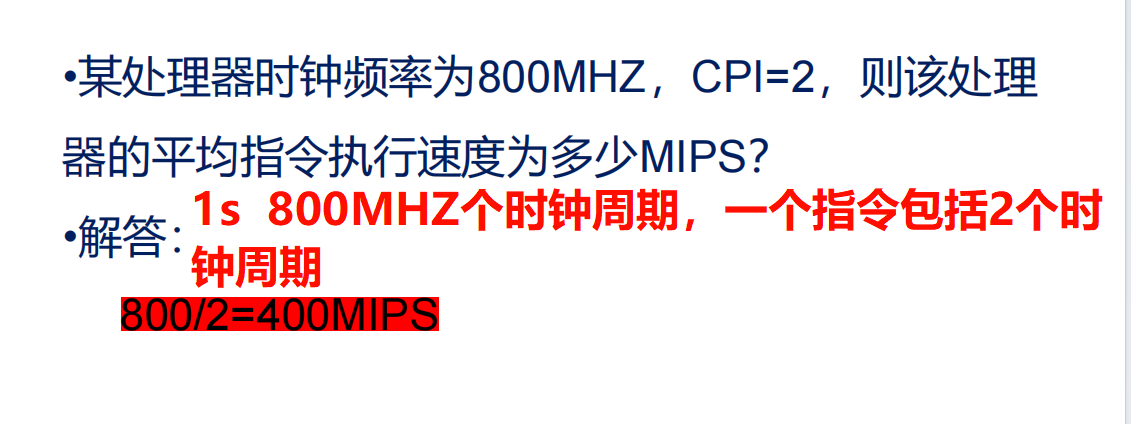 •某处理器时钟频率为800MHZ，CPI=2，则该处理
器的平均指令执行速度为多少MIPS？
•解答：
1s 800MHZ个时钟周期，一个指令包括2个时
钟周期
800/2=400MIPS